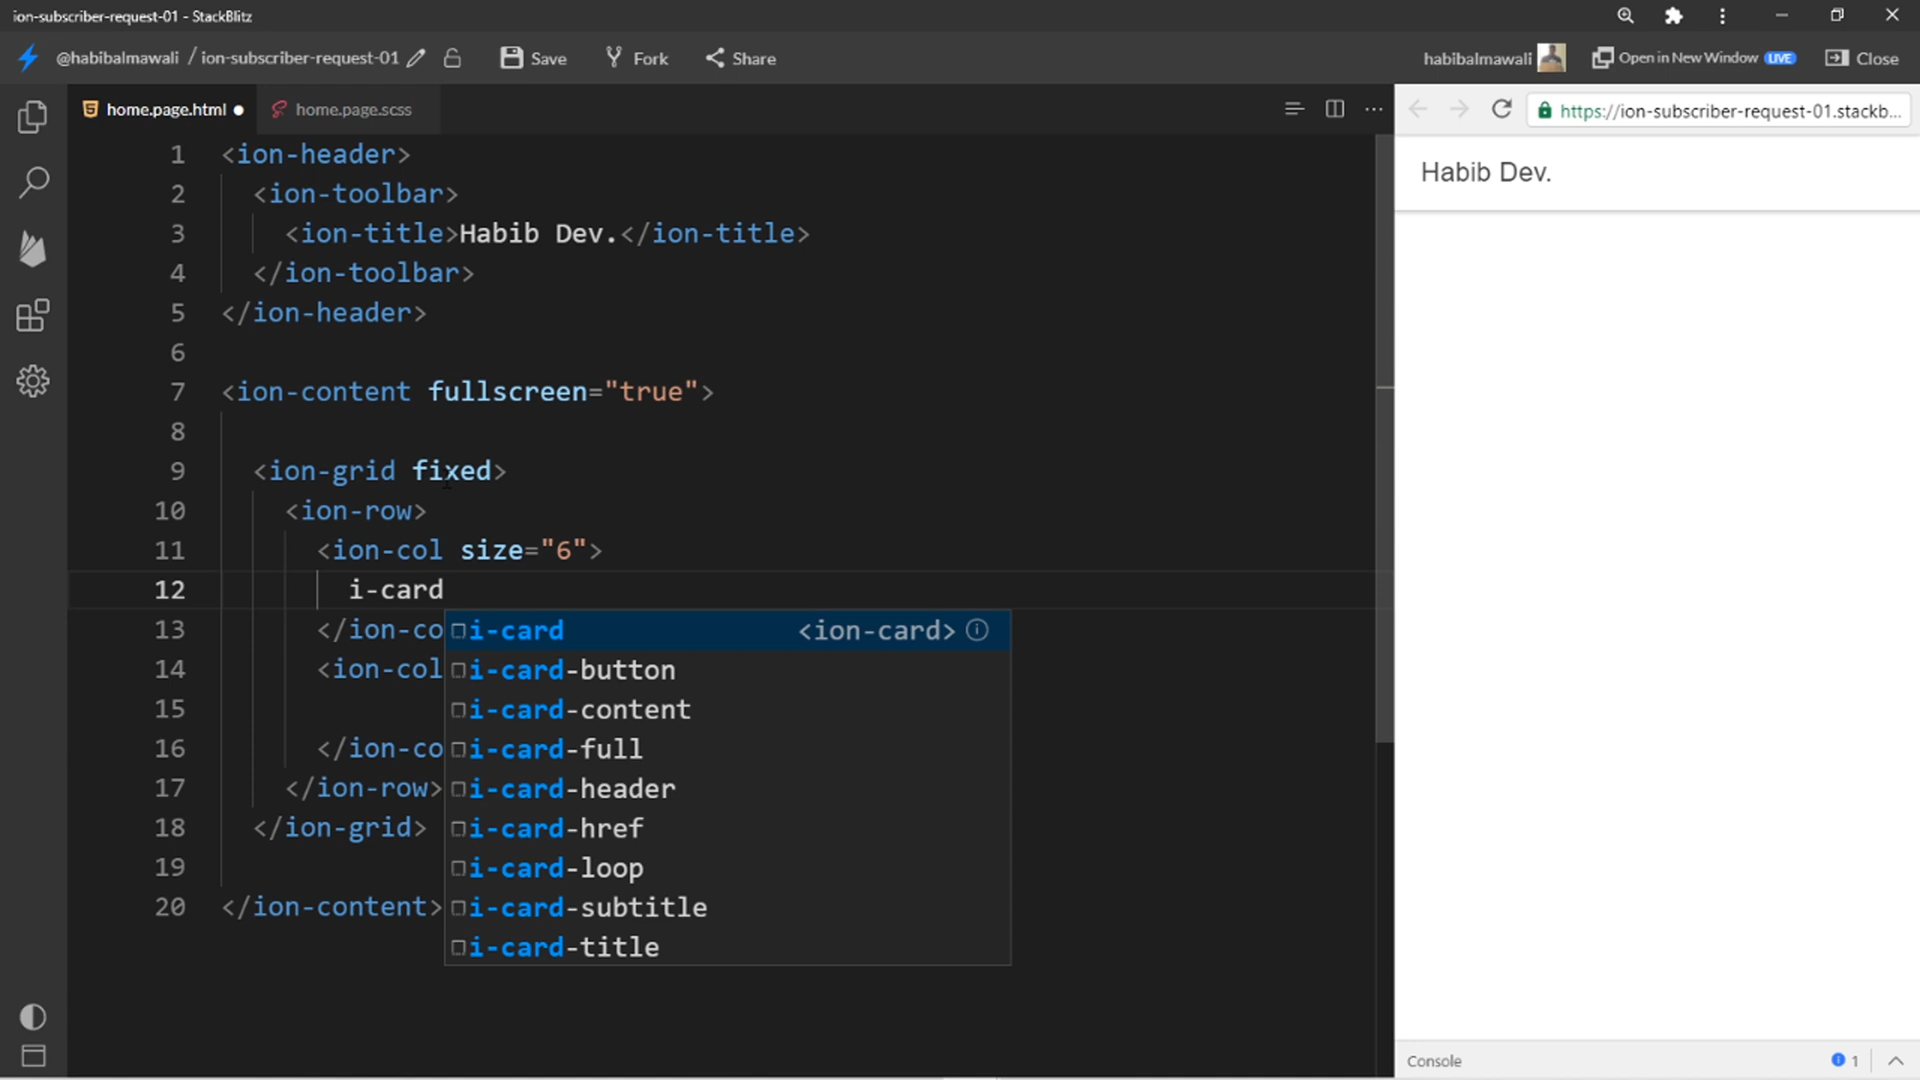 ion-subscriber-request-01 - StackBlitz
@habibalmawali / ion-subscriber-request-01 Save Fork Share habibalmawali Open in New Window LIVE Close
home.page.html home.page.scss
https://ion-subscriber-request-01.stackb...
Habib Dev.
1 <ion-header>
2 <ion-toolbar>
3 <ion-title>Habib Dev.</ion-title>
4 </ion-toolbar>
5 </ion-header>
6
7 <ion-content fullscreen="true">
8
9 <ion-grid fixed>
10 <ion-row>
11 <ion-col size="6">
12 i-card
13 </ion-co
14 <ion-col
15
16 </ion-co
17 </ion-row>
18 </ion-grid>
19
20 </ion-content>
i-card <ion-card>
i-card-button
i-card-content
i-card-full
i-card-header
i-card-href
i-card-loop
i-card-subtitle
i-card-title
Console 1